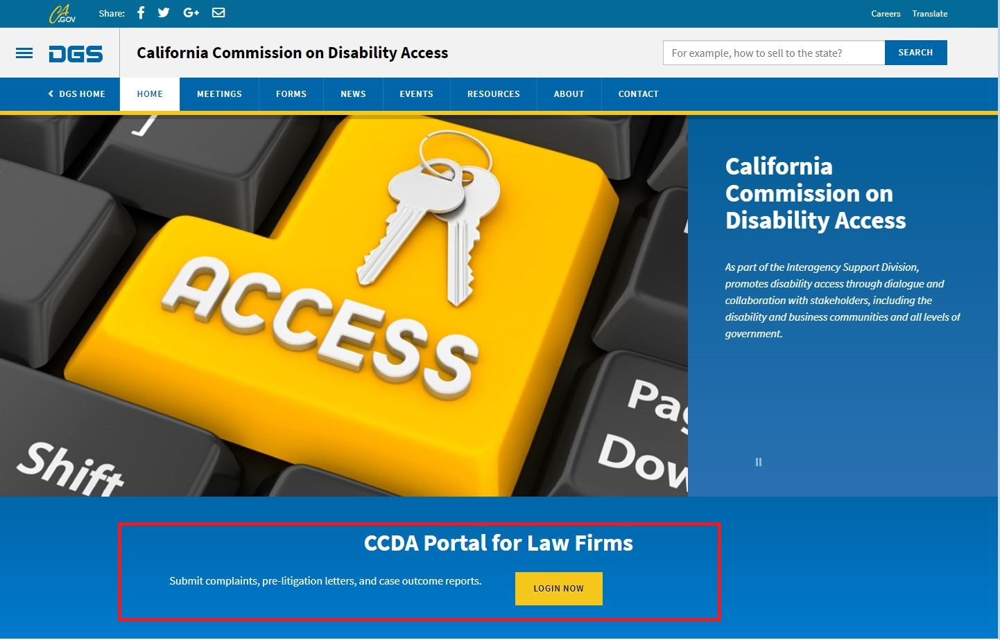 CA.GOV Share: Careers Translate
DGS California Commission on Disability Access For example, how to sell to the state? SEARCH
DGS HOME HOME MEETINGS FORMS NEWS EVENTS RESOURCES ABOUT CONTACT
]
ACCESS
Shift
Pag
Dow
California
Commission on
Disability Access
As part of the Interagency Support Division,
promotes disability access through dialogue and
collaboration with stakeholders, including the
disability and business communities and all levels of
government.
CCDA Portal for Law Firms
Submit complaints, pre-litigation letters, and case outcome reports. LOGIN NOW